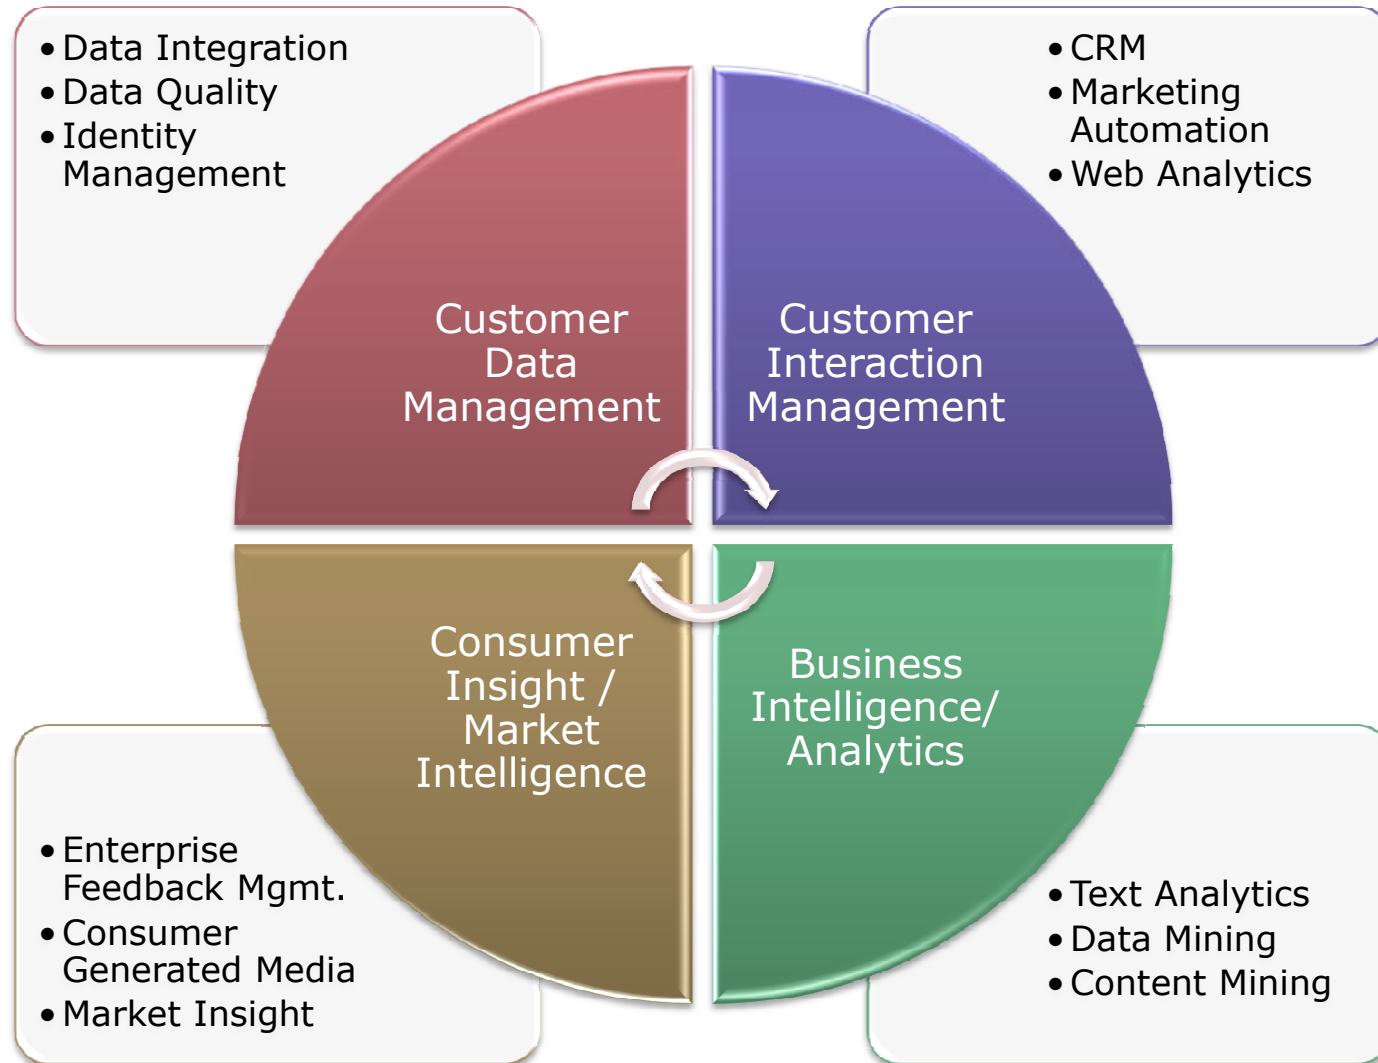 • Data Integration
• Data Quality
• Identity
Management
• CRM
• Marketing
Automation
• Web Analytics
Customer
Data
Management
Customer
Interaction
Management
Consumer
Insight /
Market
Intelligence
Business
Intelligence/
Analytics
• Enterprise
Feedback Mgmt.
• Consumer
Generated Media
• Market Insight
• Text Analytics
• Data Mining
• Content Mining